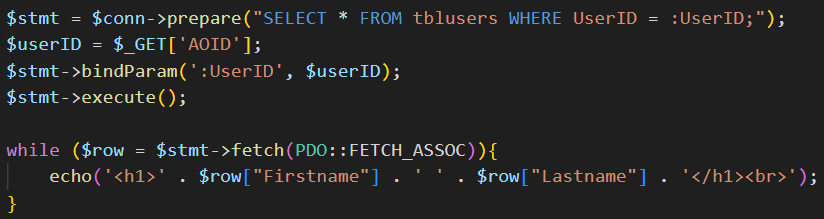 $stmt = $conn->prepare("SELECT * FROM tblusers WHERE UserID = :UserID;");
$userID = $_GET['AOID'];
$stmt->bindParam(':UserID', $userID);
$stmt->execute();

while ($row = $stmt->fetch(PDO::FETCH_ASSOC)){
    echo('<h1>' . $row["Firstname"] . ' ' . $row["Lastname"] . '</h1><br>');
}